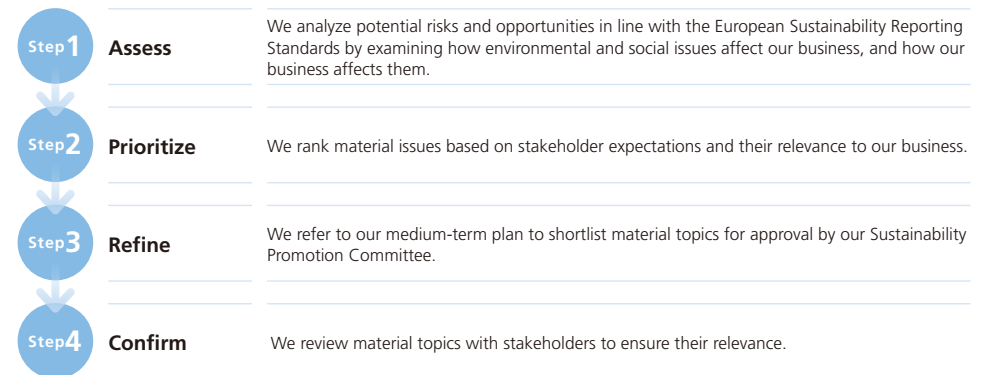 Step1
Assess
We analyze potential risks and opportunities in line with the European Sustainability Reporting
Standards by examining how environmental and social issues affect our business, and how our
business affects them.
Step2
Prioritize
We rank material issues based on stakeholder expectations and their relevance to our business.
Step3
Refine
We refer to our medium-term plan to shortlist material topics for approval by our Sustainability
Promotion Committee.
Step4
Confirm
We review material topics with stakeholders to ensure their relevance.